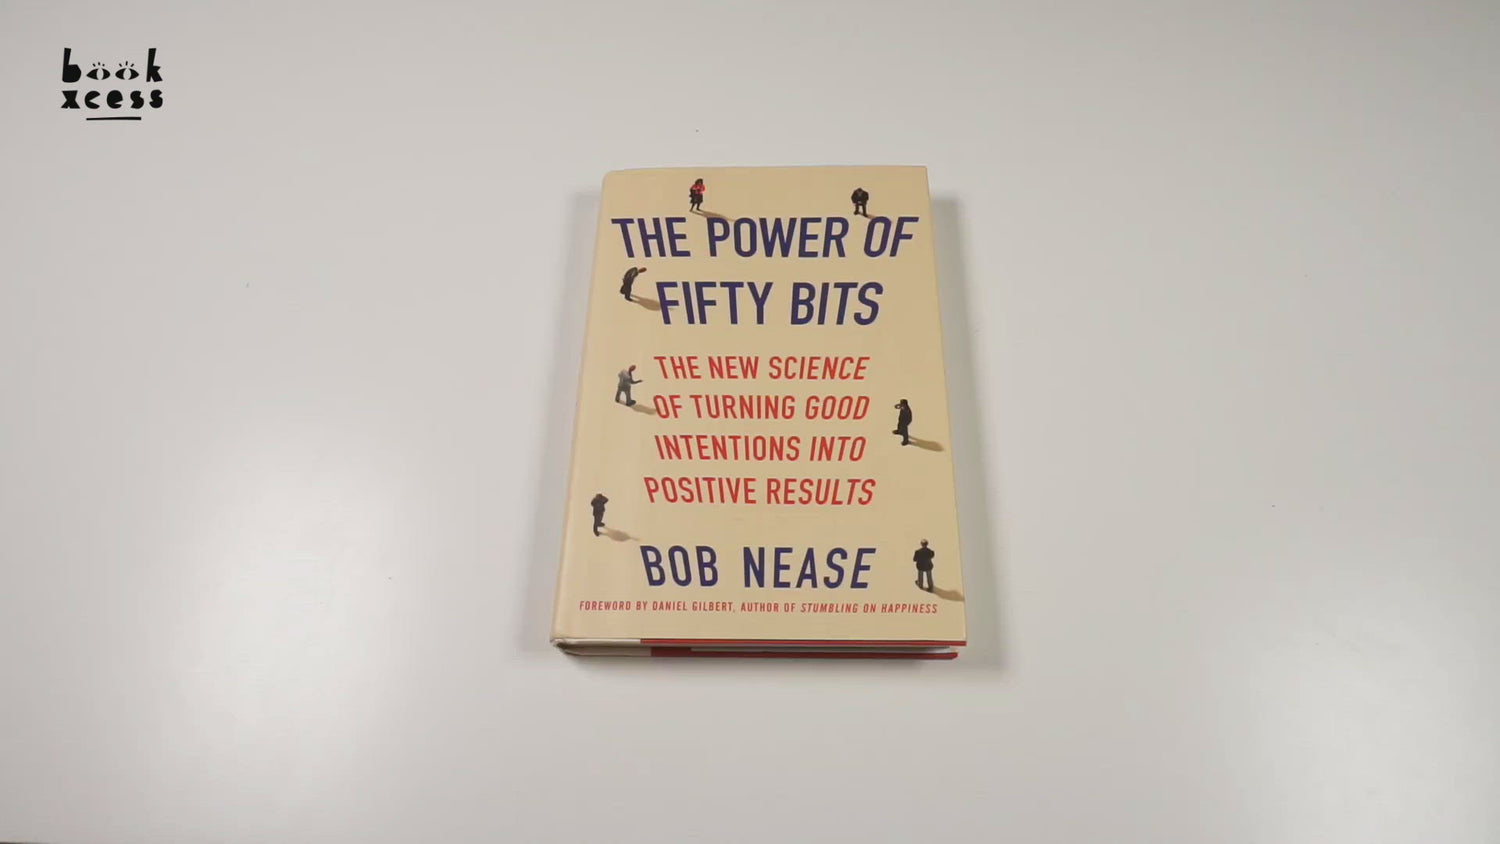 book
xcess
THE POWER OF
FIFTY BITS
THE NEW SCIENCE
OF TURNING GOOD
INTENTIONS INTO
POSITIVE RESULTS
BOB NEASE
FOREWORD BY DANIEL GILBERT, AUTHOR OF STUMBLING ON HAPPINESS